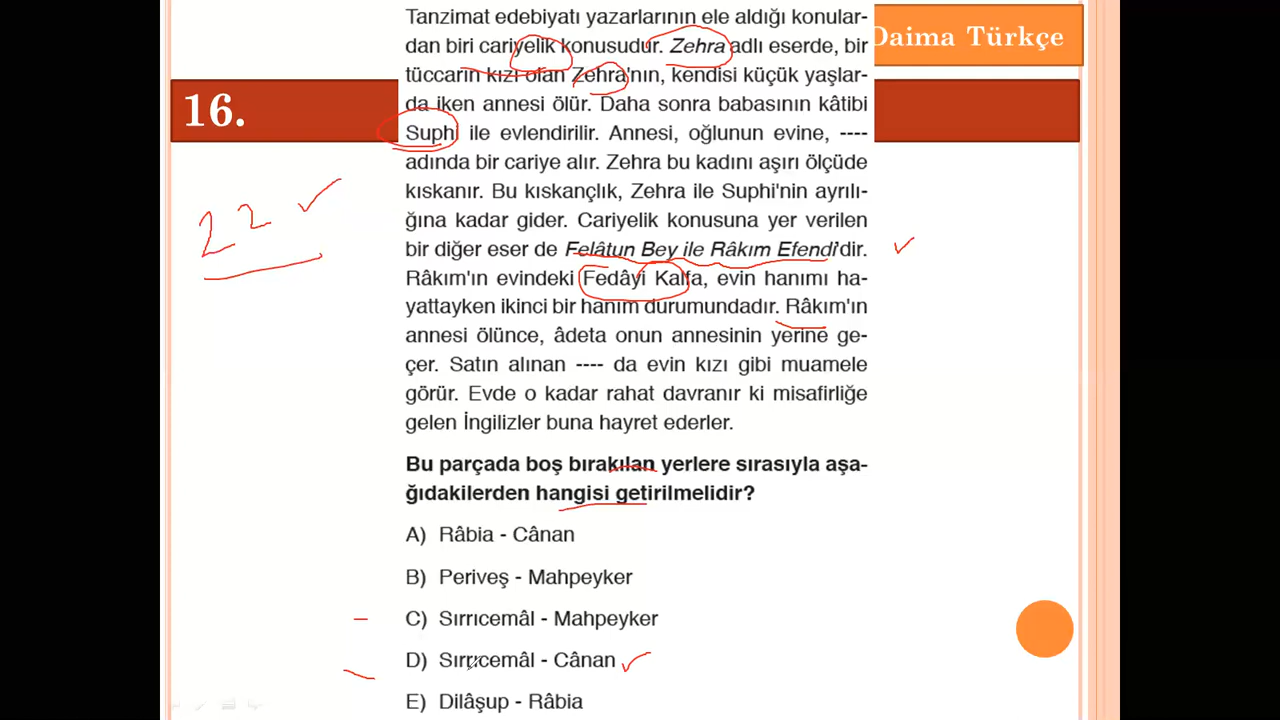 Tanzimat edebiyatı yazarlarının ele aldığı konular-
dan biri cariyelik konusudur. Zehra adlı eserde, bir
Daima Türkçe
tüccarın kızı olan Zehra'nın, kendisi küçük yaşlar-
da iken annesi ölür. Daha sonra babasının kâtibi
16.
Suphi ile evlendirilir. Annesi, oğlunun evine, ----
adında bir cariye alır. Zehra bu kadını aşırı ölçüde
kıskanır. Bu kıskançlık, Zehra ile Suphi'nin ayrılı-
ğına kadar gider. Cariyelik konusuna yer verilen
22
bir diğer eser de Felâtun Bey ile Râkım Efendi'dir.
Râkım'ın evindeki Fedâyi Kalfa, evin hanımı ha-
yattayken ikinci bir hanım durumundadır. Râkım'ın
annesi ölünce, âdeta onun annesinin yerine ge-
çer. Satın alınan ---- da evin kızı gibi muamele
görür. Evde o kadar rahat davranır ki misafirliğe
gelen İngilizler buna hayret ederler.
Bu parçada boş bırakılan yerlere sırasıyla aşa-
ğıdakilerden hangisi getirilmelidir?
A) Râbia - Cânan
B) Periveş - Mahpeyker
C) Sırrıcemâl - Mahpeyker
D) Sırrıcemâl - Cânan
E) Dilâşup - Râbia